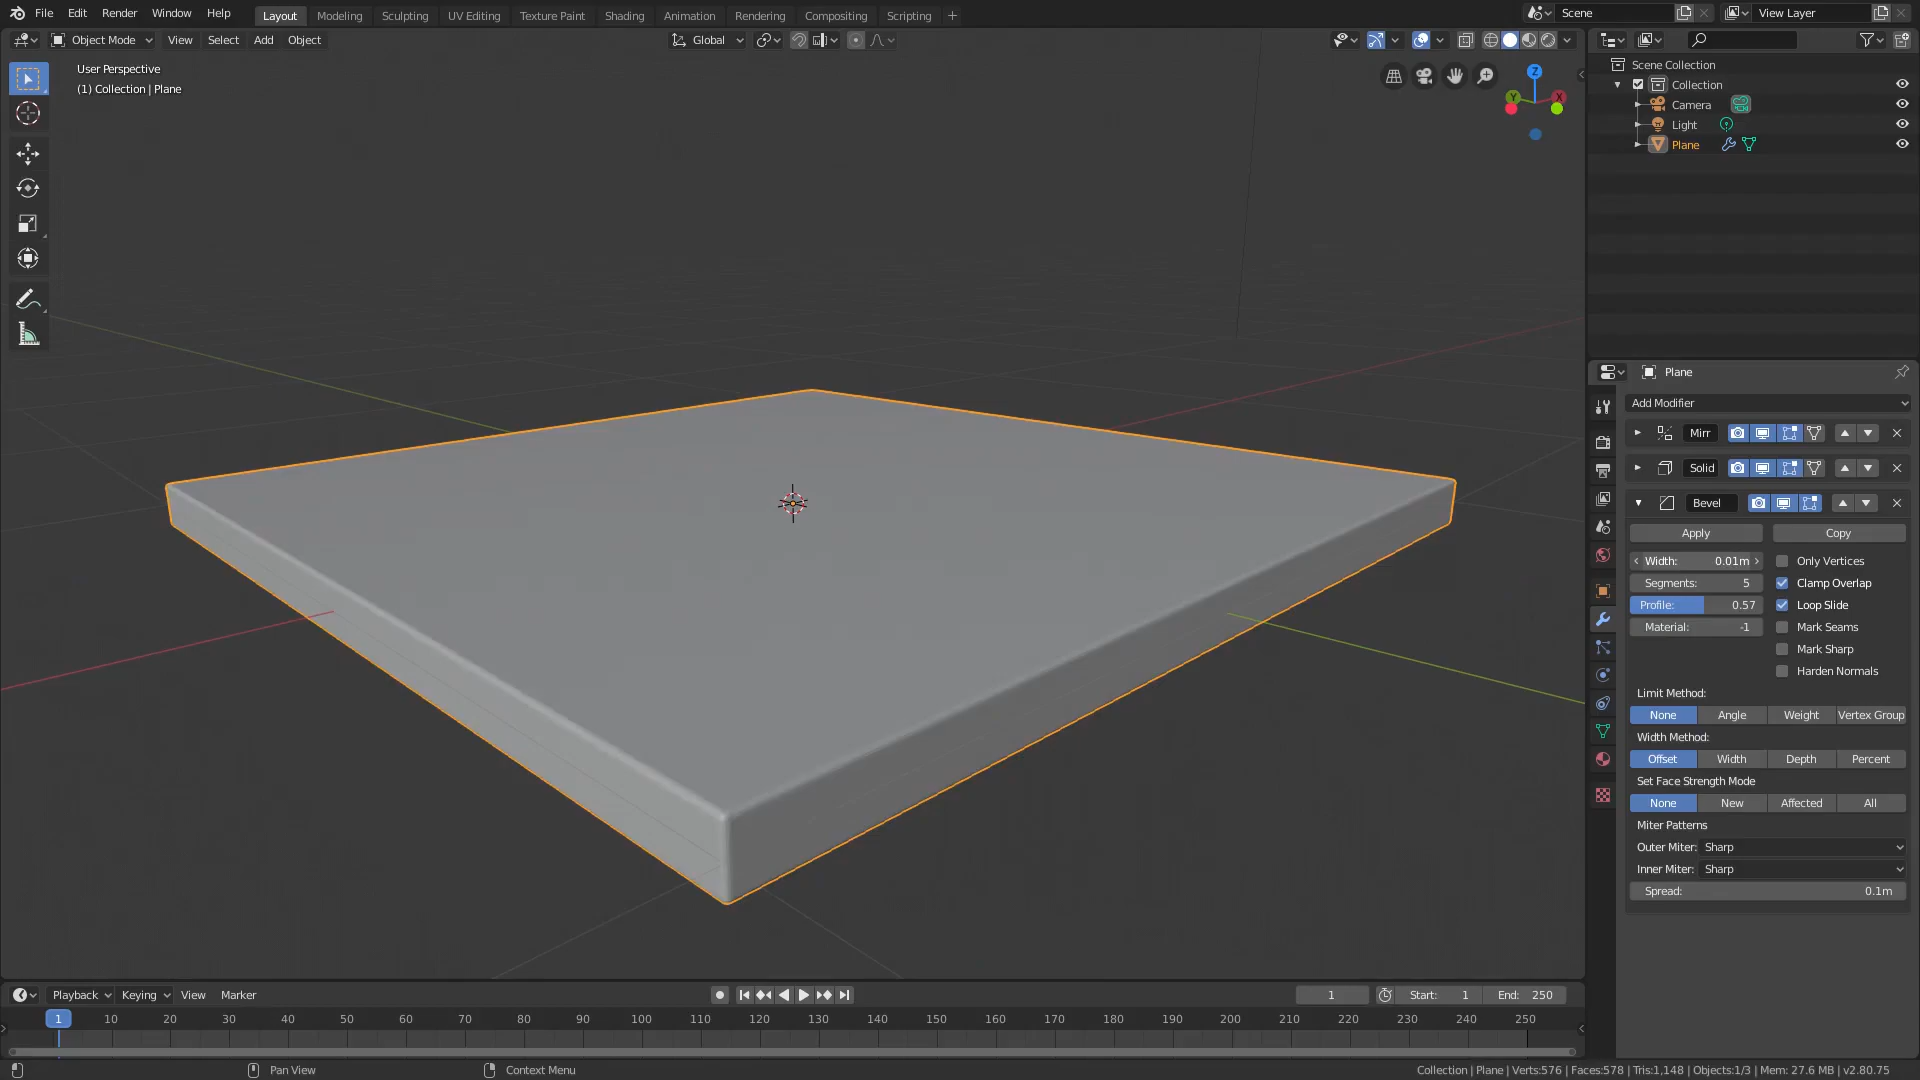 File Edit Render Window Help Layout Modeling Sculpting UV Editing Texture Paint Shading Animation Rendering Compositing Scripting + Scene View Layer
Object Mode View Select Add Object Global
User Perspective
(1) Collection | Plane
Z
Y X
Scene Collection
Collection
Camera
Light
Plane
Plane
Add Modifier
Mirr
Solid
Bevel
Apply Copy
Width: 0.01m Only Vertices
Segments: 5 Clamp Overlap
Profile: 0.57 Loop Slide
Material: -1 Mark Seams
Mark Sharp
Harden Normals
Limit Method:
None Angle Weight Vertex Group
Width Method:
Offset Width Depth Percent
Set Face Strength Mode
None New Affected All
Miter Patterns
Outer Miter: Sharp
Inner Miter: Sharp
Spread: 0.1m
Playback Keying View Marker 1 Start: 1 End: 250
1 10 20 30 40 50 60 70 80 90 100 110 120 130 140 150 160 170 180 190 200 210 220 230 240 250
Pan View Context Menu Collection | Plane | Verts:576 | Faces:578 | Tris:1,148 | Objects:1/3 | Mem: 27.6 MB | v2.80.75